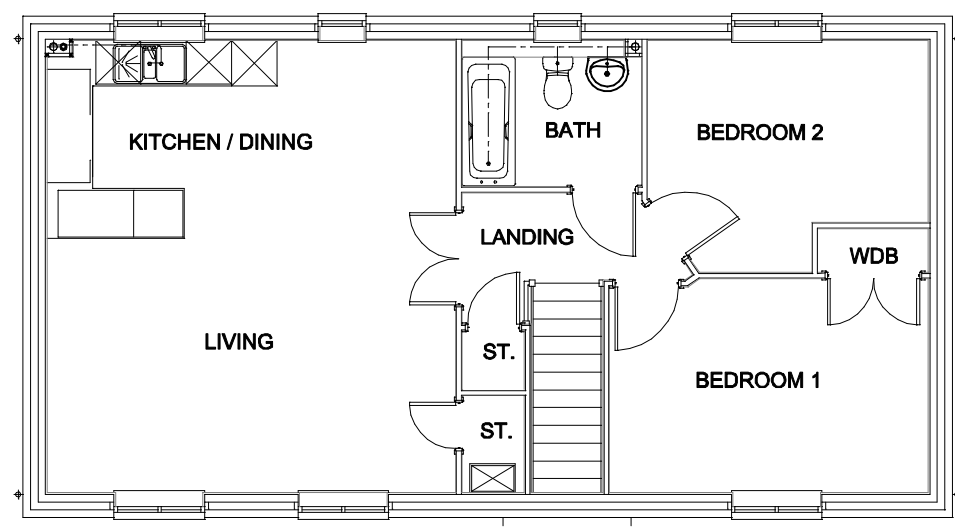 KITCHEN / DINING
BATH
BEDROOM 2
LANDING
WDB
LIVING
ST.
BEDROOM 1
ST.